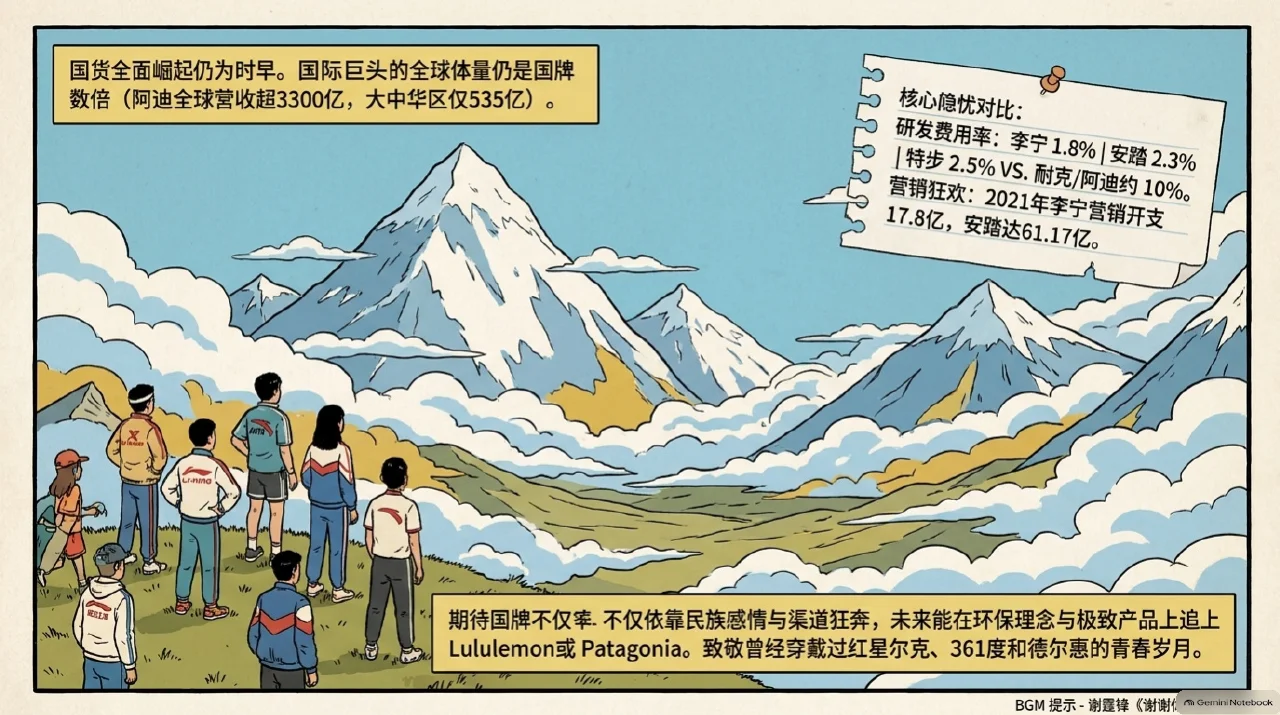 国货全面崛起仍为时早。国际巨头的全球体量仍是国牌
数倍（阿迪全球营收超3300亿，大中华区仅535亿）。
核心隐忧对比：
研发费用率：李宁 1.8% | 安踏 2.3%
| 特步 2.5% VS. 耐克/阿迪约 10%。
营销狂欢：2021年李宁营销开支
17.8亿，安踏达61.17亿。
期待国牌不仅率- 不仅依靠民族感情与渠道狂奔，未来能在环保理念与极致产品上追上
Lululemon或 Patagonia。致敬曾经穿戴过红星尔克、361度和德尔惠的青春岁月。
BGM 提示 - 谢霆锋《谢谢
Gemini Notebook